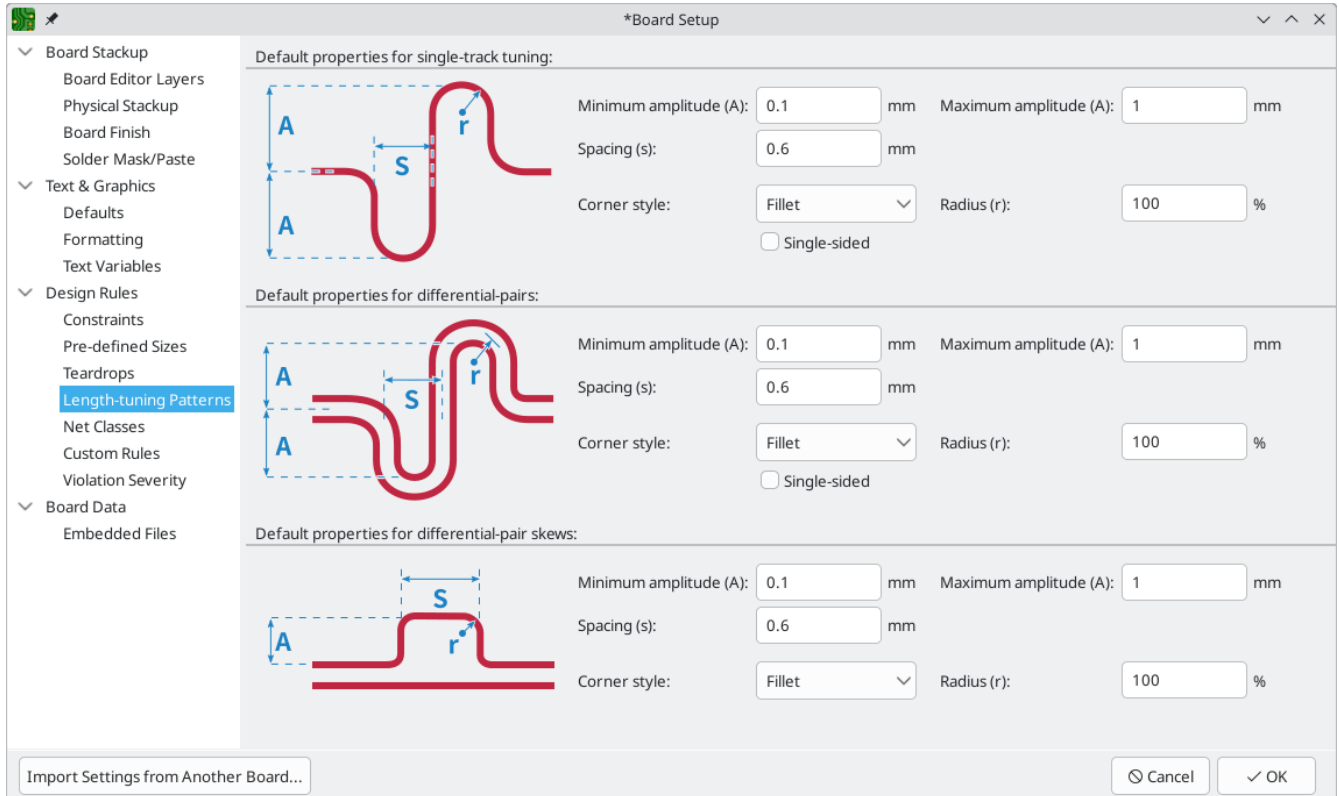 *Board Setup
Board Stackup
Board Editor Layers
Physical Stackup
Board Finish
Solder Mask/Paste
Text & Graphics
Defaults
Formatting
Text Variables
Design Rules
Constraints
Pre-defined Sizes
Teardrops
Length-tuning Patterns
Net Classes
Custom Rules
Violation Severity
Board Data
Embedded Files
Default properties for single-track tuning:
A
r
S
A
Minimum amplitude (A): 0.1 mm Maximum amplitude (A): 1 mm
Spacing (s): 0.6 mm
Corner style: Fillet Radius (r): 100 %
Single-sided
Default properties for differential-pairs:
A
r
S
A
Minimum amplitude (A): 0.1 mm Maximum amplitude (A): 1 mm
Spacing (s): 0.6 mm
Corner style: Fillet Radius (r): 100 %
Single-sided
Default properties for differential-pair skews:
S
A
r
Minimum amplitude (A): 0.1 mm Maximum amplitude (A): 1 mm
Spacing (s): 0.6 mm
Corner style: Fillet Radius (r): 100 %
Import Settings from Another Board... Cancel OK